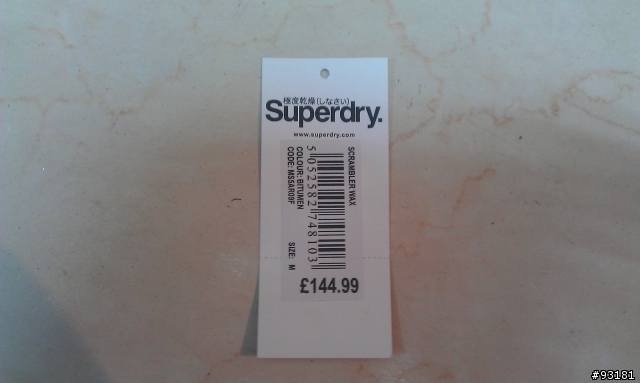 極度乾燥(しなさい)
Superdry.
www.superdry.com
SCRAMBLER WAX
5 052582 748103
COLOUR: BITUMEN
CODE: MS5AR09F SIZE: M
£144.99
#93181